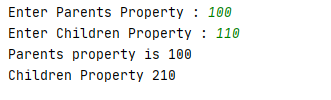 Enter Parents Property : 100
Enter Children Property : 110
Parents property is 100
Children Property 210